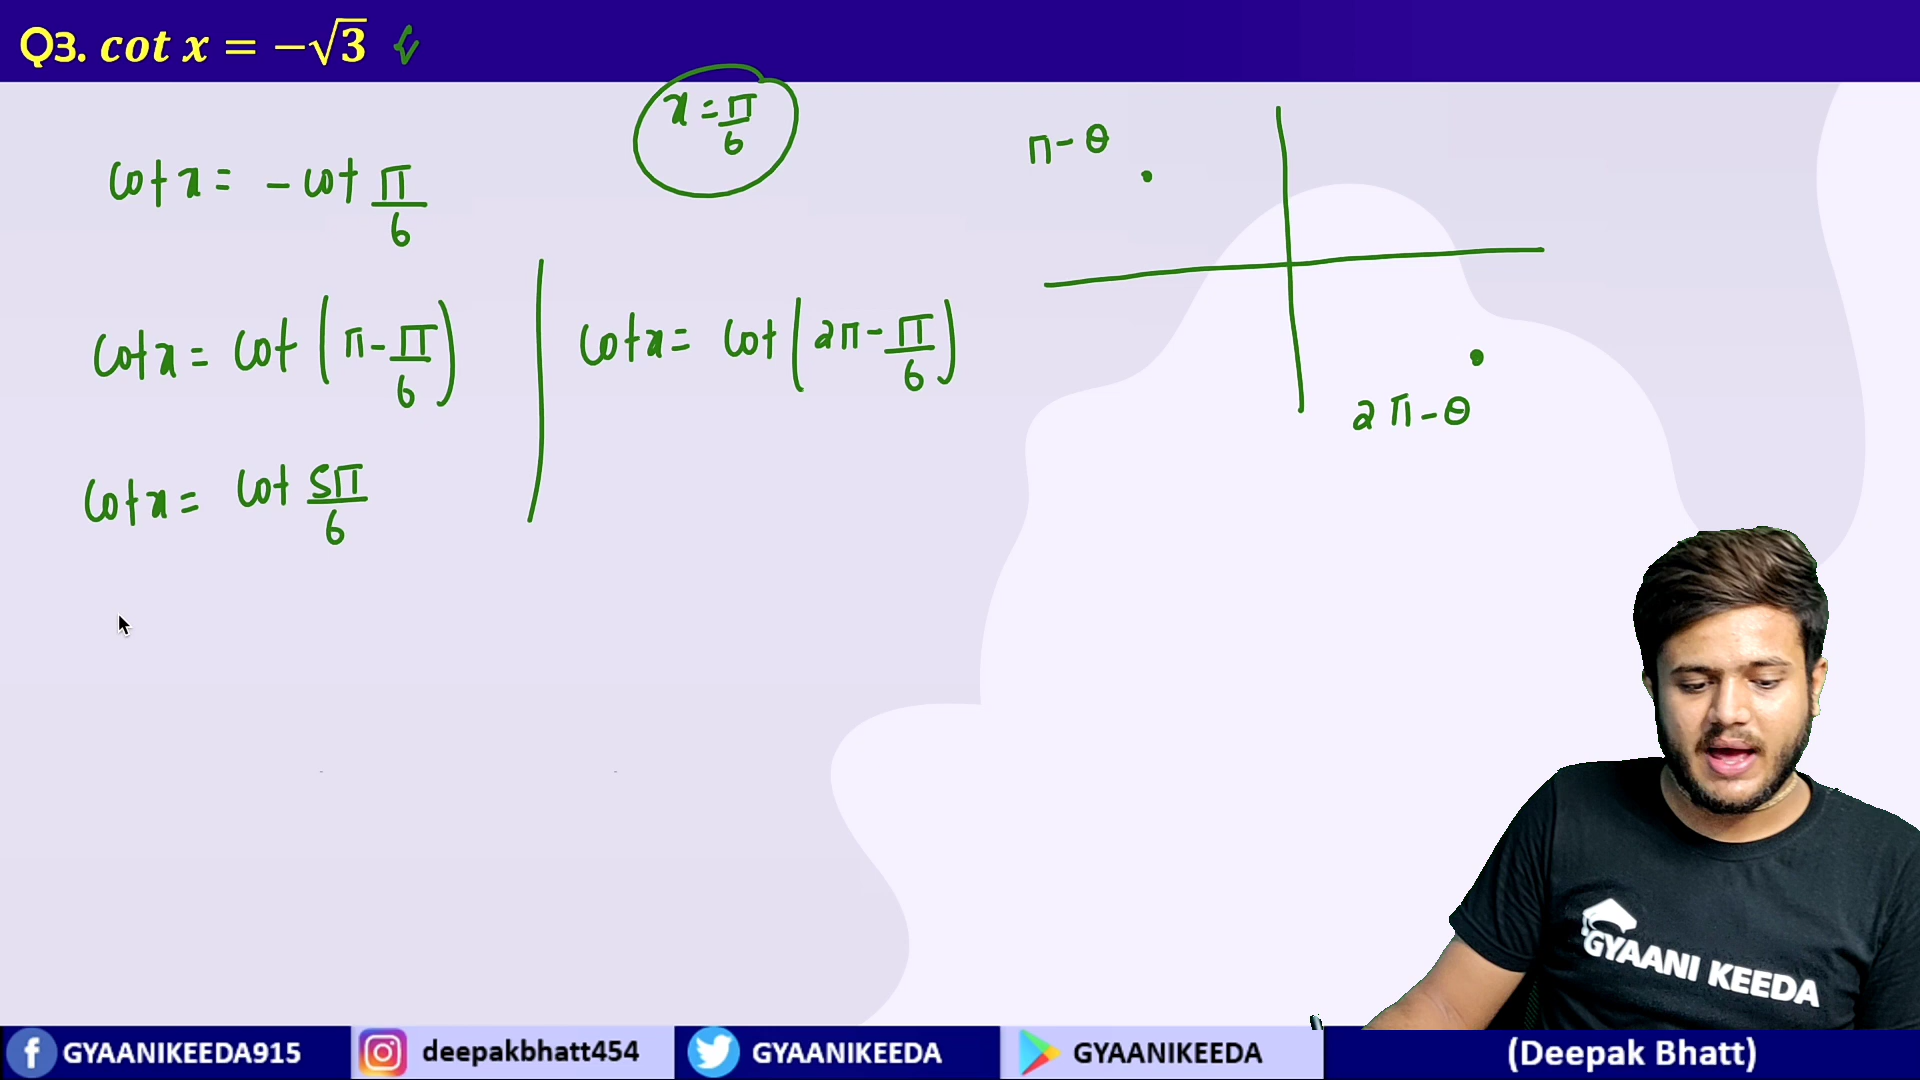 Q3. cot x = −√3
x = π/6
cot x = - cot π/6
π - θ
cot x = cot (π - π/6)
cot x = cot (2π - π/6)
2π - θ
cot x = cot 5π/6
GYAANI KEEDA
GYAANIKEEDA915
deepakbhatt454
GYAANIKEEDA
GYAANIKEEDA
(Deepak Bhatt)